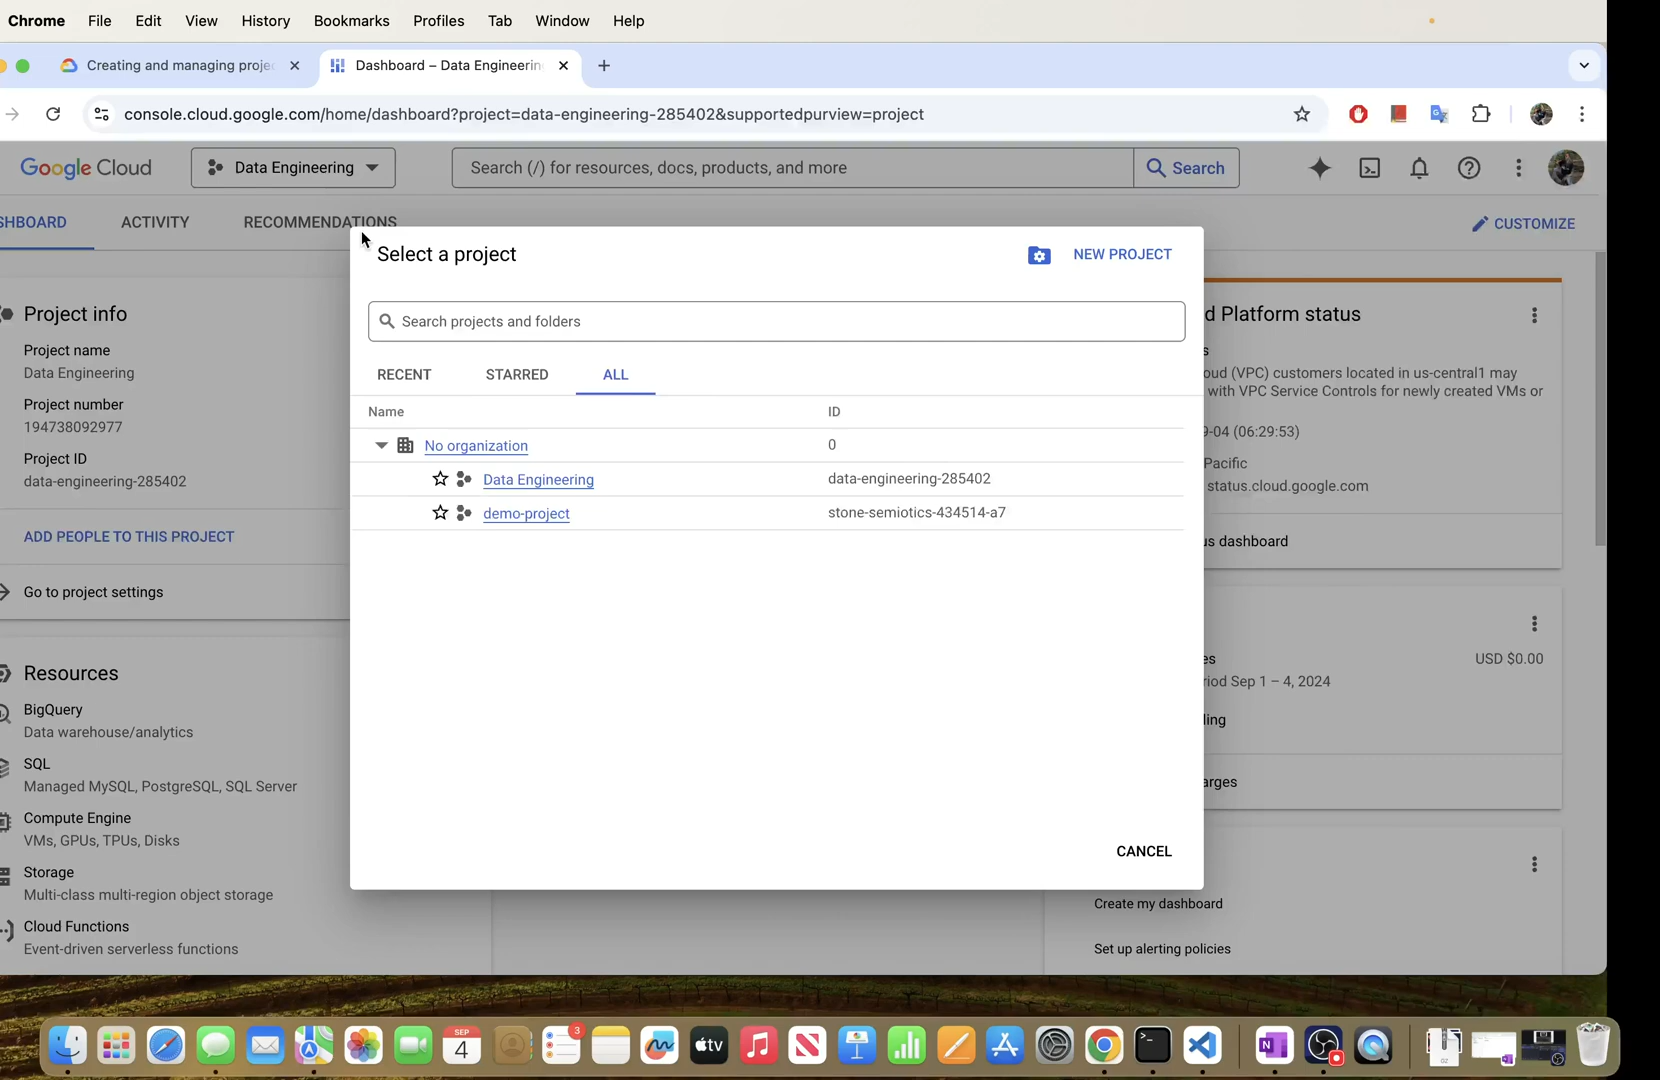 Chrome File Edit View History Bookmarks Profiles Tab Window Help
Creating and managing proje
Dashboard – Data Engineerin
console.cloud.google.com/home/dashboard?project=data-engineering-285402&supportedpurview=project
Google Cloud
Data Engineering
Search (/) for resources, docs, products, and more
Search
SHBOARD
ACTIVITY
RECOMMENDATIONS
CUSTOMIZE
Select a project
NEW PROJECT
Search projects and folders
RECENT
STARRED
ALL
Name
ID
No organization
0
Data Engineering
data-engineering-285402
demo-project
stone-semiotics-434514-a7
CANCEL
Project info
Project name
Data Engineering
Project number
194738092977
Project ID
data-engineering-285402
ADD PEOPLE TO THIS PROJECT
Go to project settings
Resources
BigQuery
Data warehouse/analytics
SQL
Managed MySQL, PostgreSQL, SQL Server
Compute Engine
VMs, GPUs, TPUs, Disks
Storage
Multi-class multi-region object storage
Cloud Functions
Event-driven serverless functions
d Platform status
s
oud (VPC) customers located in us-central1 may
with VPC Service Controls for newly created VMs or
9-04 (06:29:53)
Pacific
status.cloud.google.com
us dashboard
es
USD $0.00
riod Sep 1 – 4, 2024
ling
arges
Create my dashboard
Set up alerting policies
SEP
4
3
tv